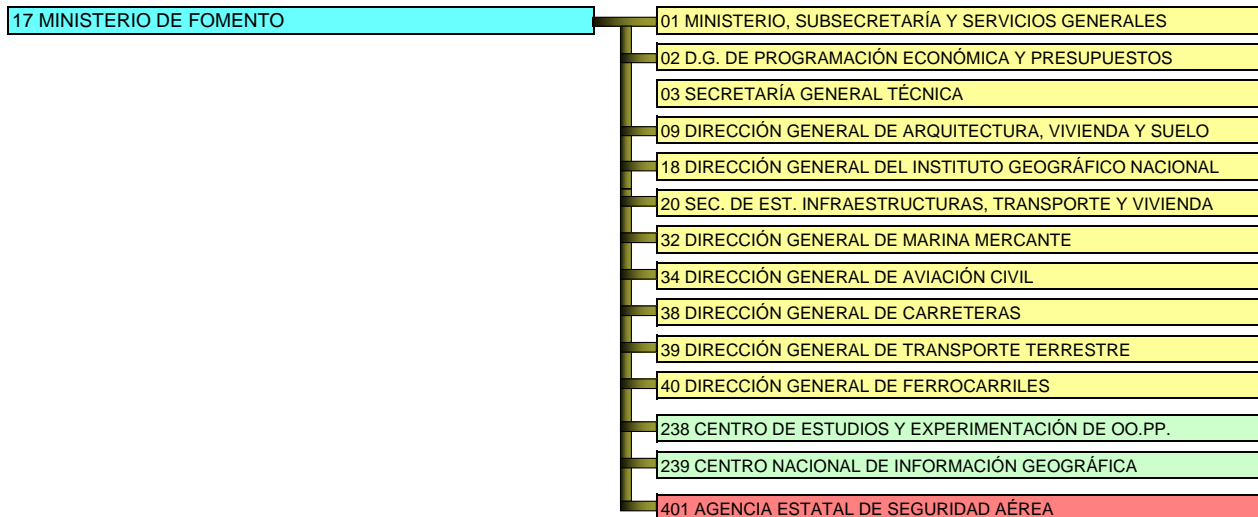 17 MINISTERIO DE FOMENTO
01 MINISTERIO, SUBSECRETARÍA Y SERVICIOS GENERALES
02 D.G. DE PROGRAMACIÓN ECONÓMICA Y PRESUPUESTOS
03 SECRETARÍA GENERAL TÉCNICA
09 DIRECCIÓN GENERAL DE ARQUITECTURA, VIVIENDA Y SUELO
18 DIRECCIÓN GENERAL DEL INSTITUTO GEOGRÁFICO NACIONAL
20 SEC. DE EST. INFRAESTRUCTURAS, TRANSPORTE Y VIVIENDA
32 DIRECCIÓN GENERAL DE MARINA MERCANTE
34 DIRECCIÓN GENERAL DE AVIACIÓN CIVIL
38 DIRECCIÓN GENERAL DE CARRETERAS
39 DIRECCIÓN GENERAL DE TRANSPORTE TERRESTRE
40 DIRECCIÓN GENERAL DE FERROCARRILES
238 CENTRO DE ESTUDIOS Y EXPERIMENTACIÓN DE OO.PP.
239 CENTRO NACIONAL DE INFORMACIÓN GEOGRÁFICA
401 AGENCIA ESTATAL DE SEGURIDAD AÉREA